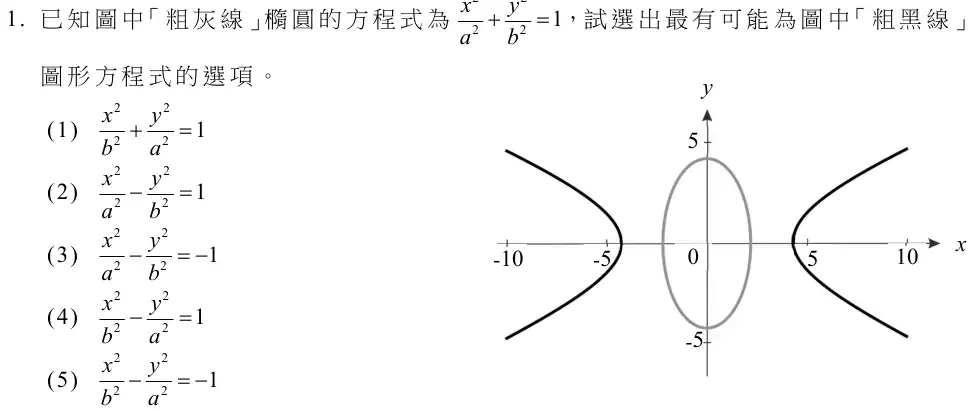 1. 已知圖中「粗灰線」橢圓的方程式為 x²/a² + y²/b² = 1，試選出最有可能為圖中「粗黑線」
圖形方程式的選項。
(1) x²/b² + y²/a² = 1
(2) x²/a² − y²/b² = 1
(3) x²/a² − y²/b² = −1
(4) x²/b² − y²/a² = 1
(5) x²/b² − y²/a² = −1
y
5
-10 -5 0 5 10 x
-5